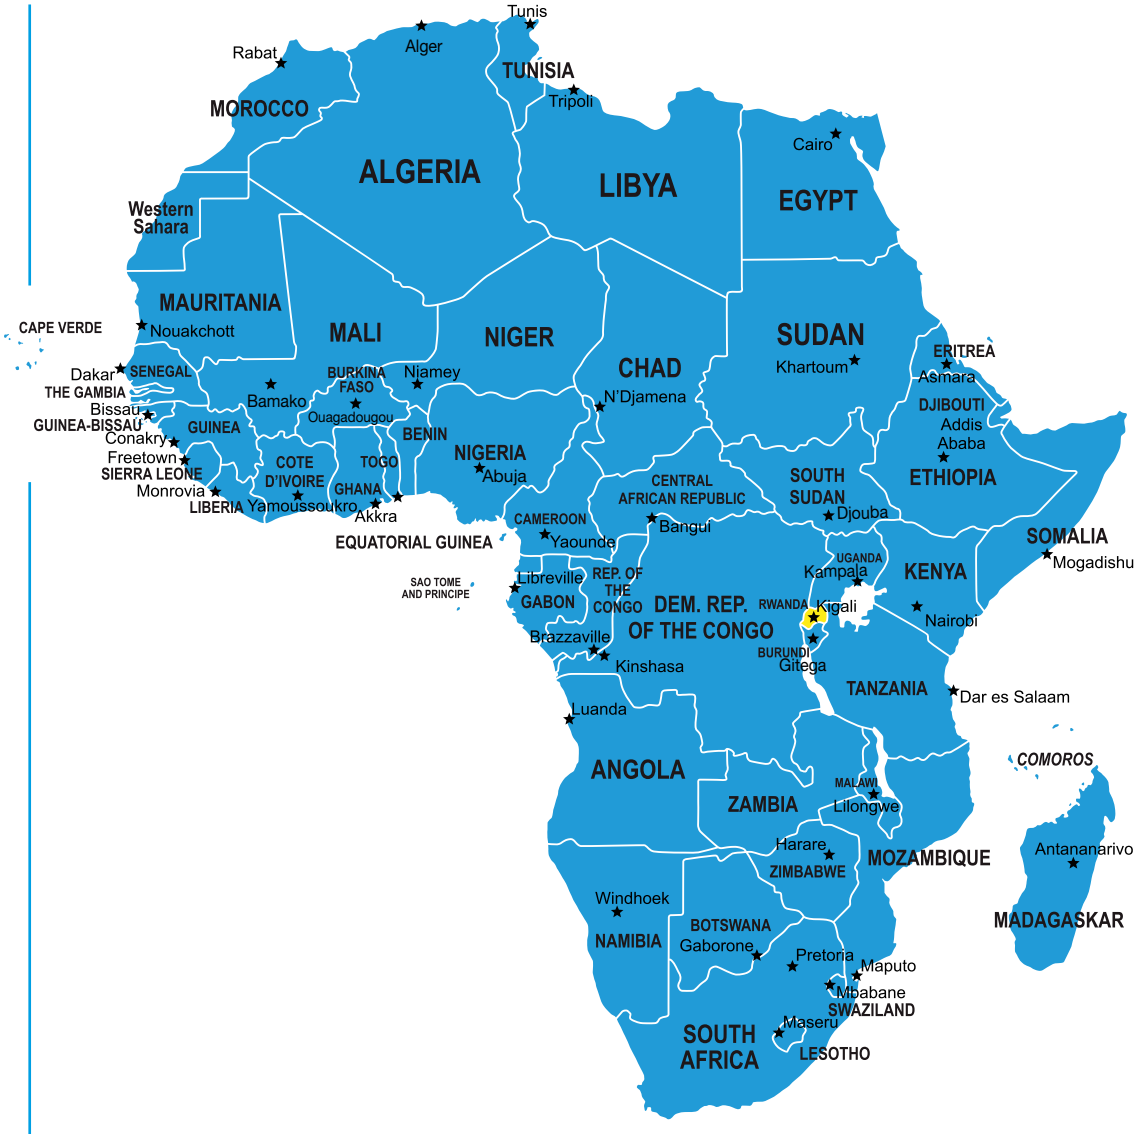 Tunis
Rabat
Alger
TUNISIA
Tripoli
MOROCCO
Cairo
ALGERIA
LIBYA
EGYPT
Western
Sahara
MAURITANIA
Nouakchott
CAPE VERDE
MALI
NIGER
SUDAN
CHAD
Khartoum
ERITREA
Asmara
Dakar
SENEGAL
BURKINA
FASO
Niamey
THE GAMBIA
Bamako
N'Djamena
DJIBOUTI
Bissau
GUINEA-BISSAU
Ouagadougou
GUINEA
BENIN
Addis
Ababa
Conakry
Freetown
SIERRA LEONE
COTE
D'IVOIRE
TOGO
NIGERIA
Abuja
CENTRAL
AFRICAN REPUBLIC
SOUTH
SUDAN
ETHIOPIA
Monrovia
LIBERIA
Yamoussoukro
GHANA
Akkra
CAMEROON
Bangui
Djouba
EQUATORIAL GUINEA
Yaounde
SOMALIA
Mogadishu
UGANDA
Kampala
KENYA
SAO TOME
AND PRINCIPE
Libreville
GABON
REP. OF
THE
CONGO
DEM. REP.
OF THE CONGO
RWANDA
Kigali
Nairobi
Brazzaville
Kinshasa
BURUNDI
Gitega
TANZANIA
Dar es Salaam
Luanda
ANGOLA
COMOROS
MALAWI
Lilongwe
ZAMBIA
Harare
ZIMBABWE
MOZAMBIQUE
Antananarivo
Windhoek
NAMIBIA
BOTSWANA
Gaborone
MADAGASKAR
Pretoria
Maputo
Mbabane
SWAZILAND
Maseru
SOUTH
AFRICA
LESOTHO